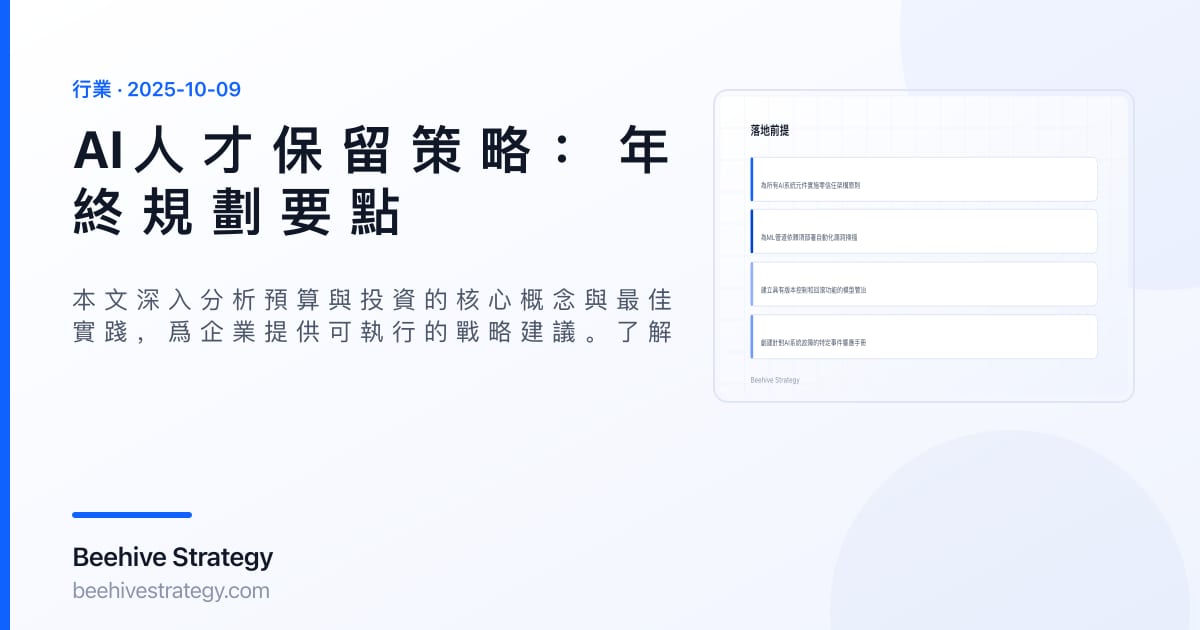 行業 · 2025-10-09
AI人才保留策略：年
終規劃要點
本文深入分析預算與投資的核心概念與最佳
實踐，爲企業提供可執行的戰略建議。了解
落地前提
為所有AI系統元件實施零信任架構原則
為ML管道依賴項部署自動化漏洞掃描
建立具有版本控制和回滾功能的模型管治
創建針對AI系統故障的特定事件響應手冊
Beehive Strategy
Beehive Strategy
beehivestrategy.com